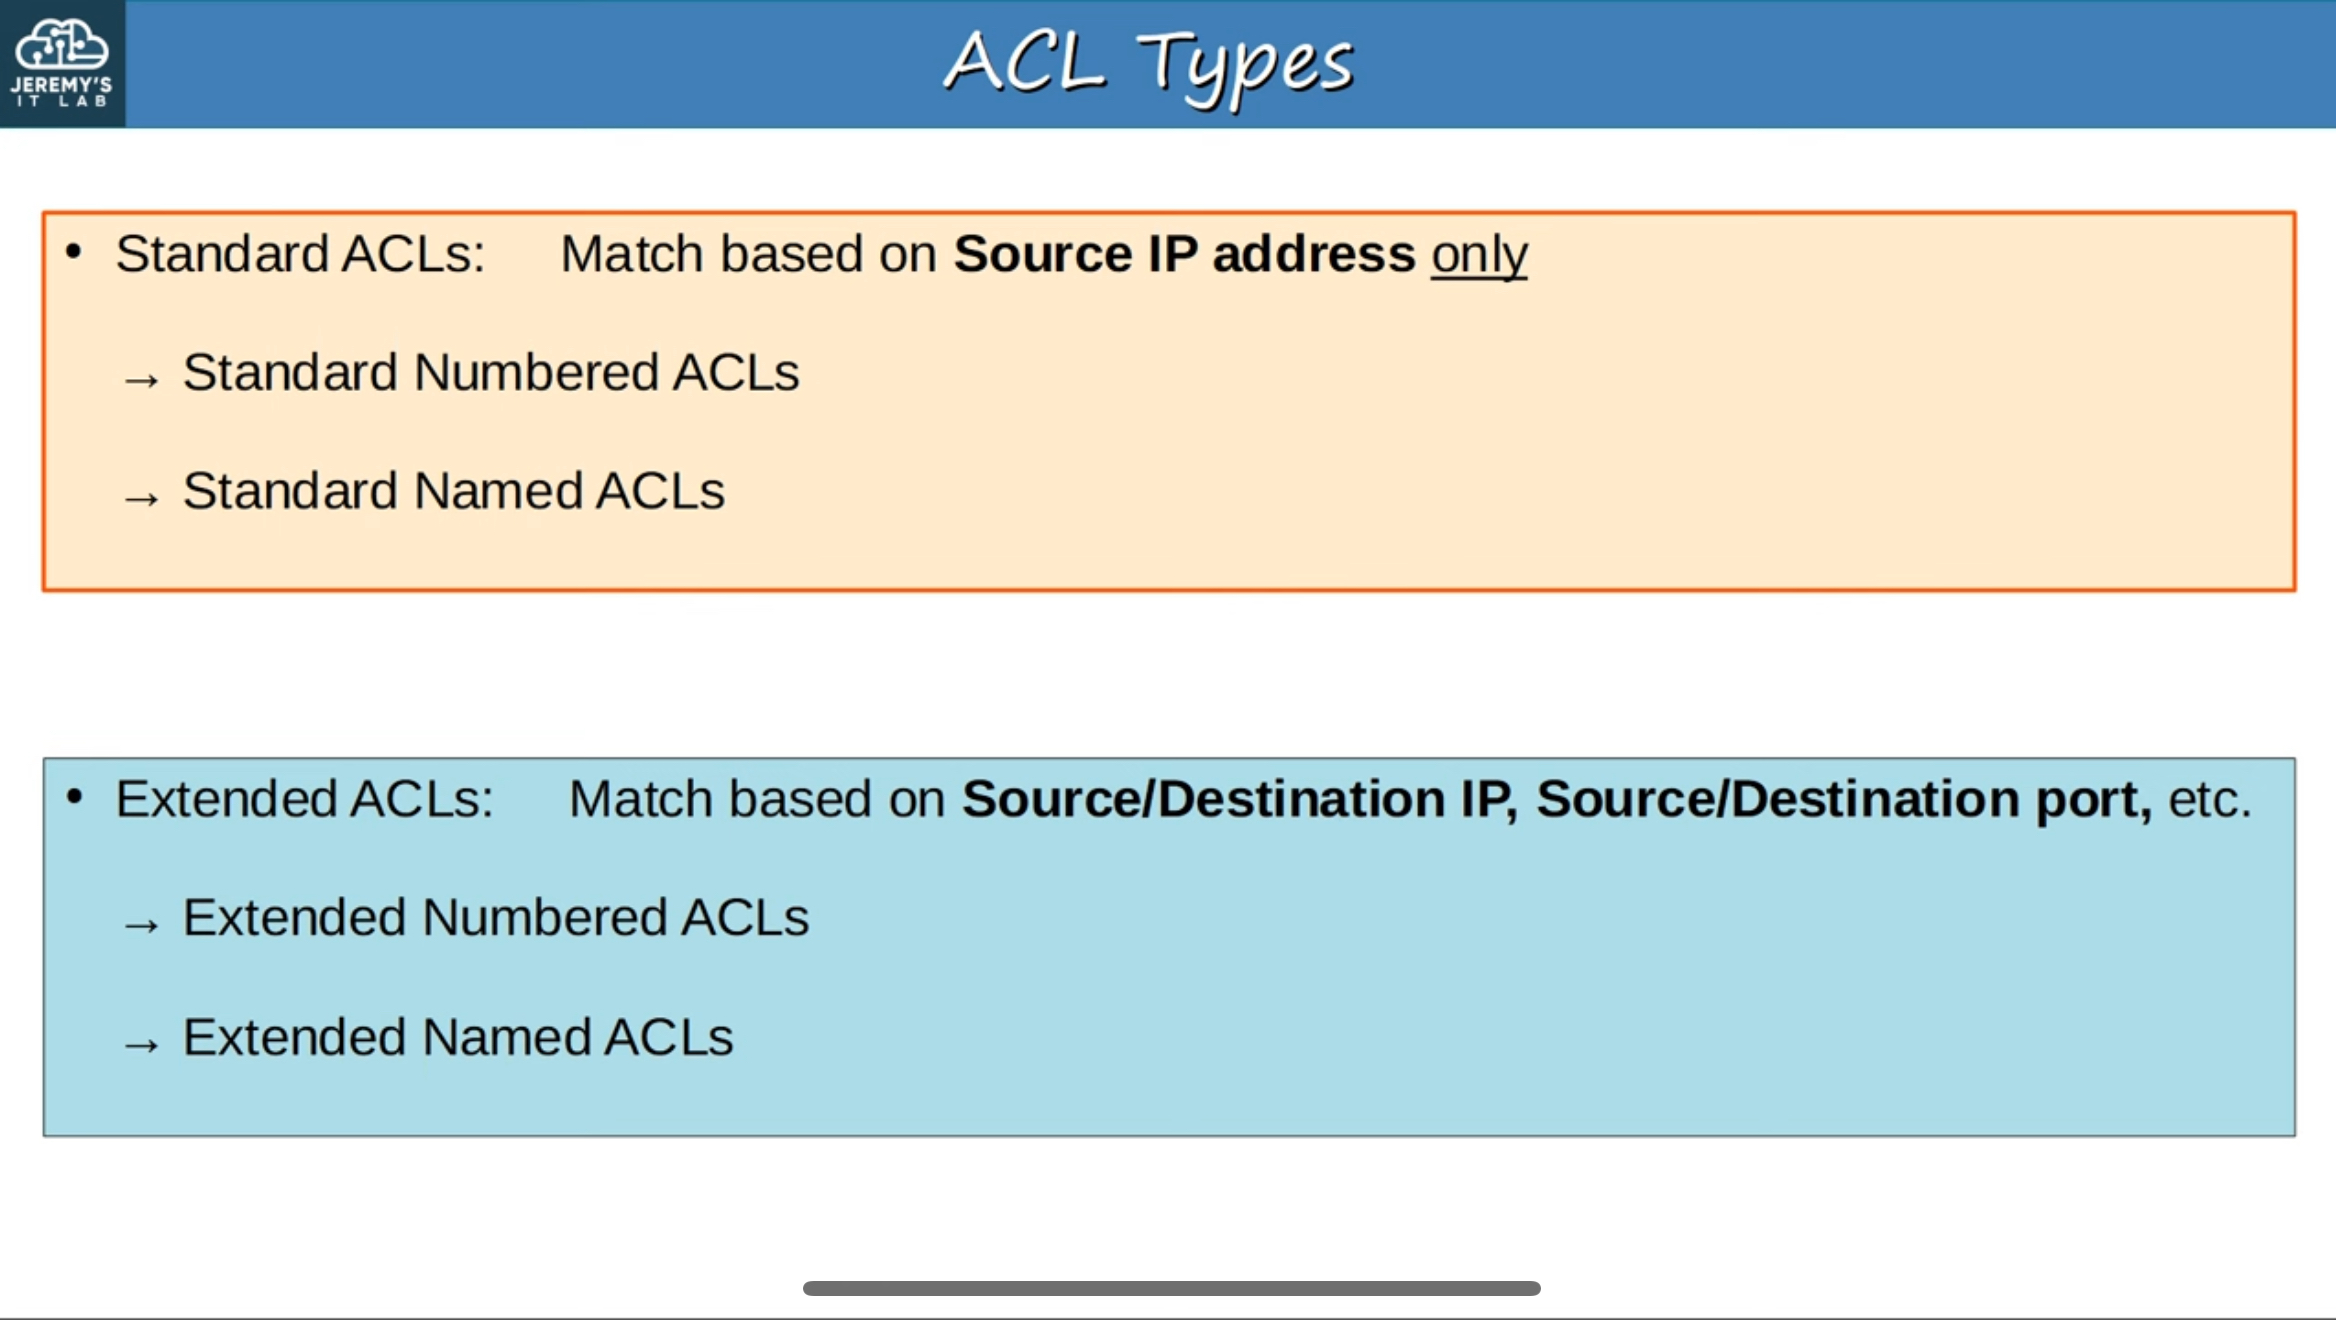 JEREMY'S
IT LAB
ACL Types
• Standard ACLs: Match based on Source IP address only
→ Standard Numbered ACLs
→ Standard Named ACLs
• Extended ACLs: Match based on Source/Destination IP, Source/Destination port, etc.
→ Extended Numbered ACLs
→ Extended Named ACLs